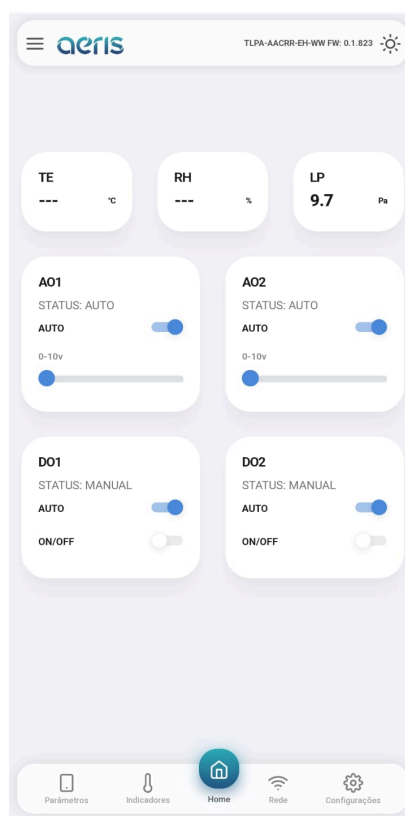 aeris
TLPA-AACRR-EH-WW FW: 0.1.823
TE
--- °C
RH
--- %
LP
9.7 Pa
AO1
STATUS: AUTO
AUTO
0-10v
AO2
STATUS: AUTO
AUTO
0-10v
DO1
STATUS: MANUAL
AUTO
ON/OFF
DO2
STATUS: MANUAL
AUTO
ON/OFF
Parâmetros
Indicadores
Home
Rede
Configurações